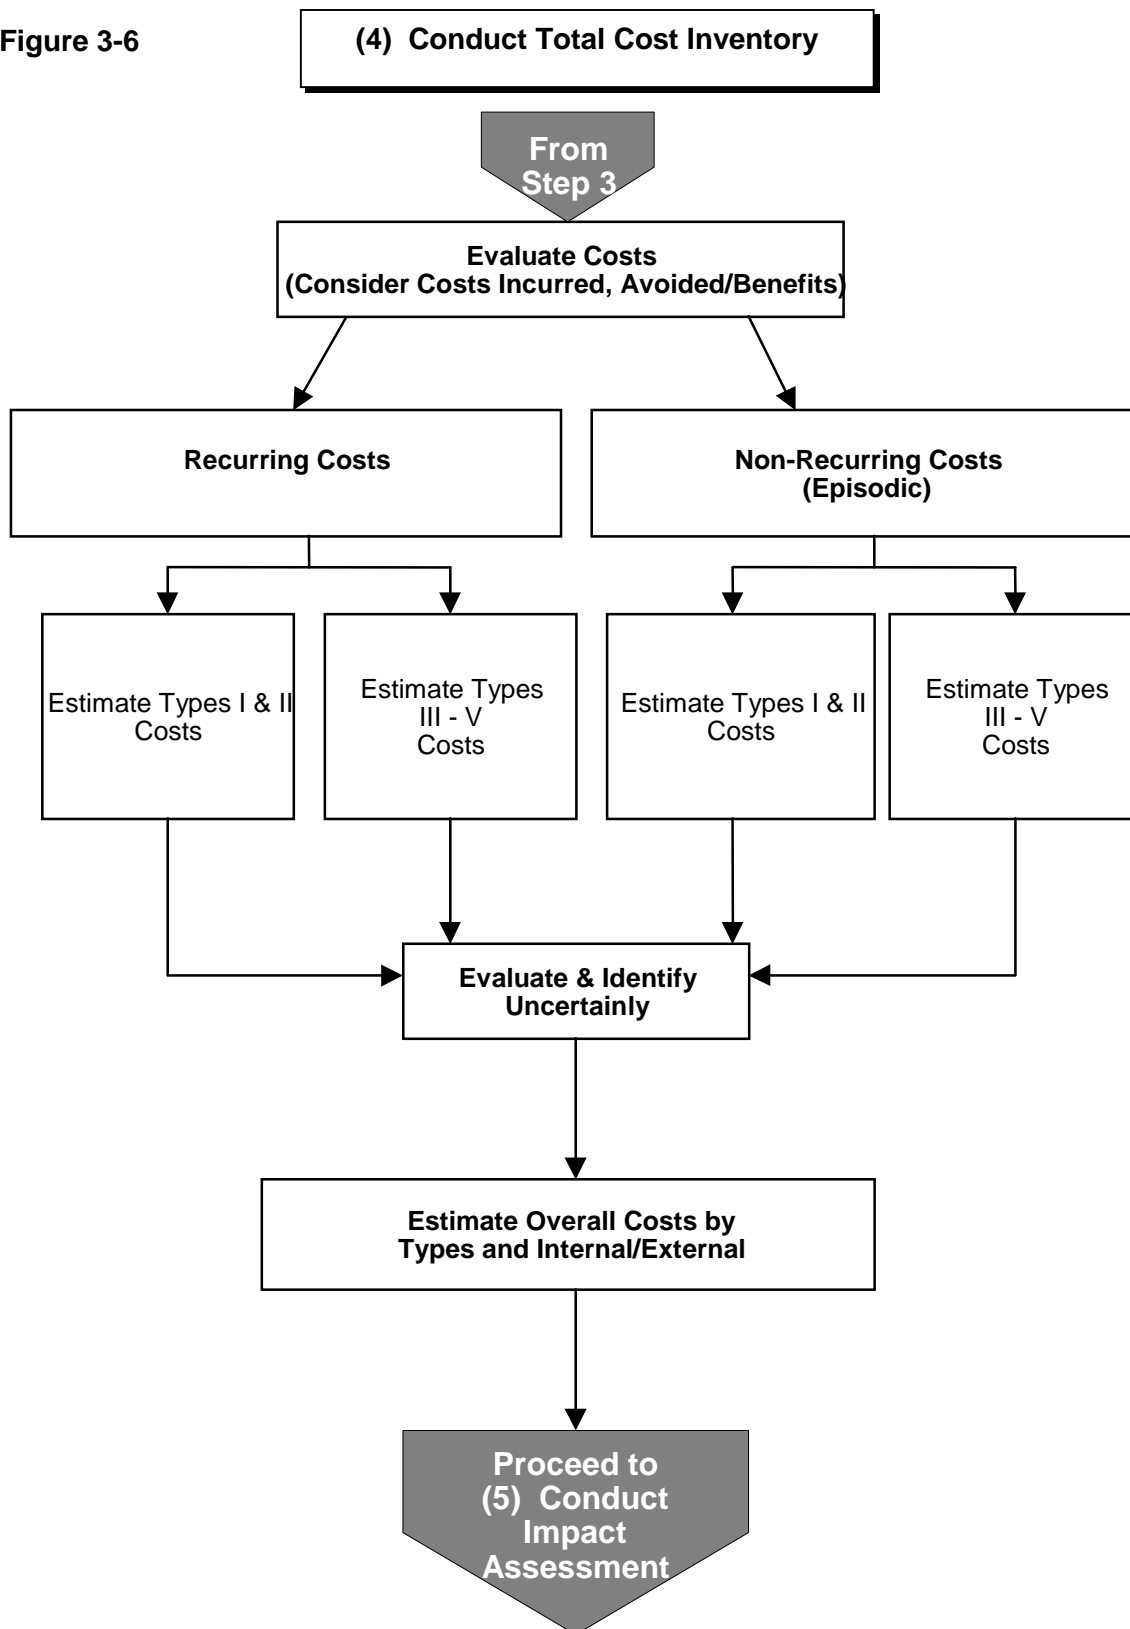 Figure 3-6
(4) Conduct Total Cost Inventory
From
Step 3
Evaluate Costs
(Consider Costs Incurred, Avoided/Benefits)
Recurring Costs
Non-Recurring Costs
(Episodic)
Estimate Types I & II
Costs
Estimate Types
III - V
Costs
Estimate Types I & II
Costs
Estimate Types
III - V
Costs
Evaluate & Identify
Uncertainly
Estimate Overall Costs by
Types and Internal/External
Proceed to
(5) Conduct
Impact
Assessment